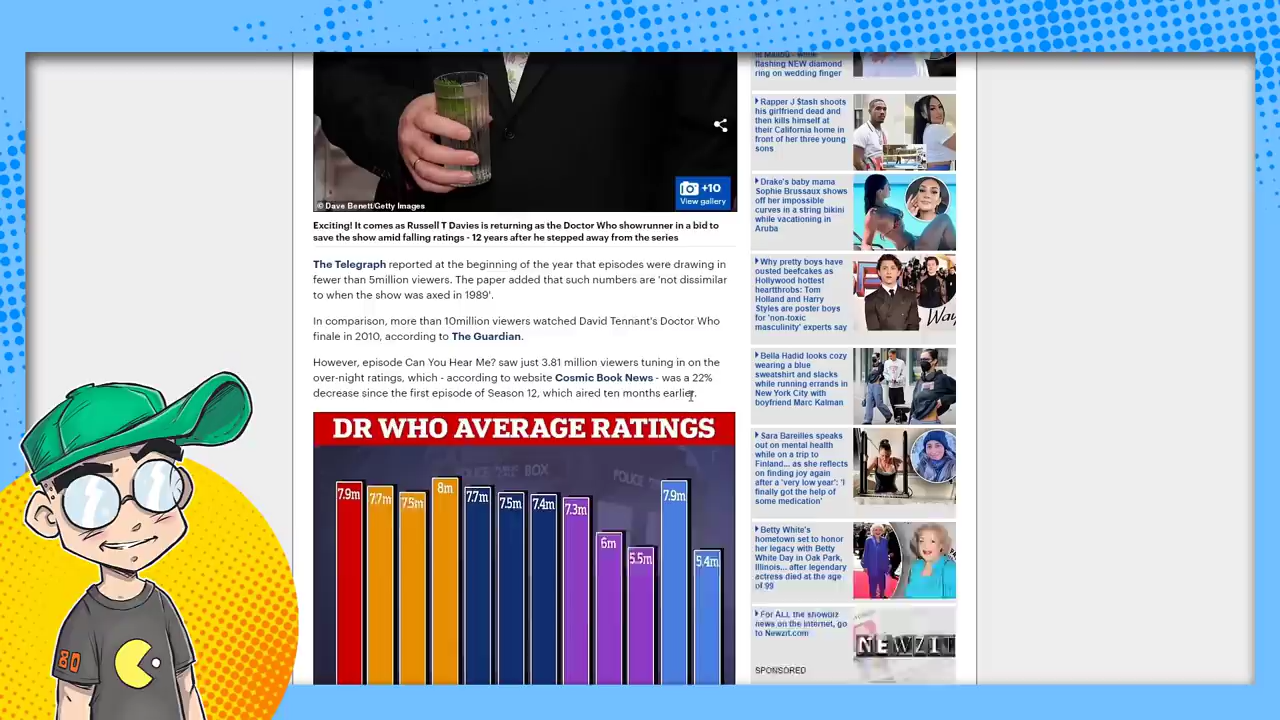 +10
View gallery
© Dave Benett/Getty Images
Exciting! It comes as Russell T Davies is returning as the Doctor Who showrunner in a bid to
save the show amid falling ratings - 12 years after he stepped away from the series
The Telegraph reported at the beginning of the year that episodes were drawing in
fewer than 5million viewers. The paper added that such numbers are 'not dissimilar
to when the show was axed in 1989'.
In comparison, more than 10million viewers watched David Tennant's Doctor Who
finale in 2010, according to The Guardian.
However, episode Can You Hear Me? saw just 3.81 million viewers tuning in on the
over-night ratings, which - according to website Cosmic Book News - was a 22%
decrease since the first episode of Season 12, which aired ten months earlier.
DR WHO AVERAGE RATINGS
POLICE BOX
POLICE
7.9m
7.7m
7.5m
8m
7.7m
7.5m
7.4m
7.3m
6m
5.5m
7.9m
5.4m
flashing NEW diamond
ring on wedding finger
Rapper J $tash shoots
his girlfriend dead and
then kills himself at
their California home in
front of her three young
sons
Drake's baby mama
Sophie Brussaux shows
off her impossible
curves in a string bikini
while vacationing in
Aruba
Why pretty boys have
ousted beefcakes as
Hollywood hottest
heartthrobs: Tom
Holland and Harry
Styles are poster boys
for 'non-toxic
masculinity' experts say
Way
Bella Hadid looks cozy
wearing a blue
sweatshirt and slacks
while running errands in
New York City with
boyfriend Marc Kalman
Sara Bareilles speaks
out on mental health
while on a trip to
Finland... as she reflects
on finding joy again
after a 'very low year': 'I
finally got the help of
some medication'
Betty White's
hometown set to honor
her legacy with Betty
White Day in Oak Park,
Illinois... after legendary
actress died at the age
of 99
For ALL the showbiz
news on the internet, go
to Newzit.com
NEWZIT
SPONSORED
80